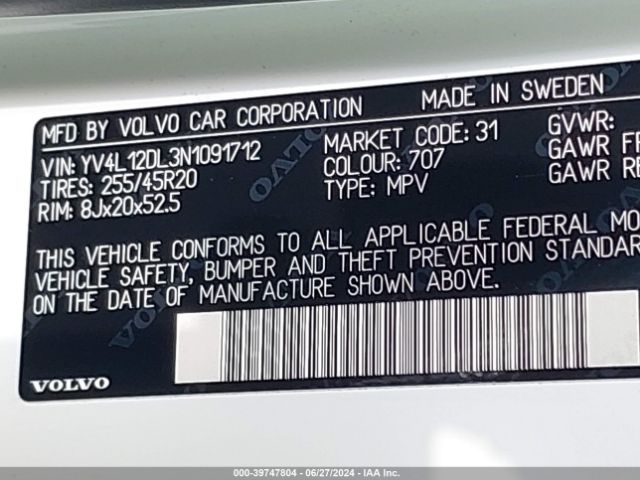 MFD BY VOLVO CAR CORPORATION MADE IN SWEDEN
VIN: YV4L12DL3N1091712 MARKET CODE: 31 GVWR:
TIRES: 255/45R20 COLOUR: 707 GAWR FR
RIM: 8Jx20x52.5 TYPE: MPV GAWR RE
THIS VEHICLE CONFORMS TO ALL APPLICABLE FEDERAL MO
VEHICLE SAFETY, BUMPER AND THEFT PREVENTION STANDAR
ON THE DATE OF MANUFACTURE SHOWN ABOVE.
VOLVO
000-39747804 - 06/27/2024 - IAA Inc.